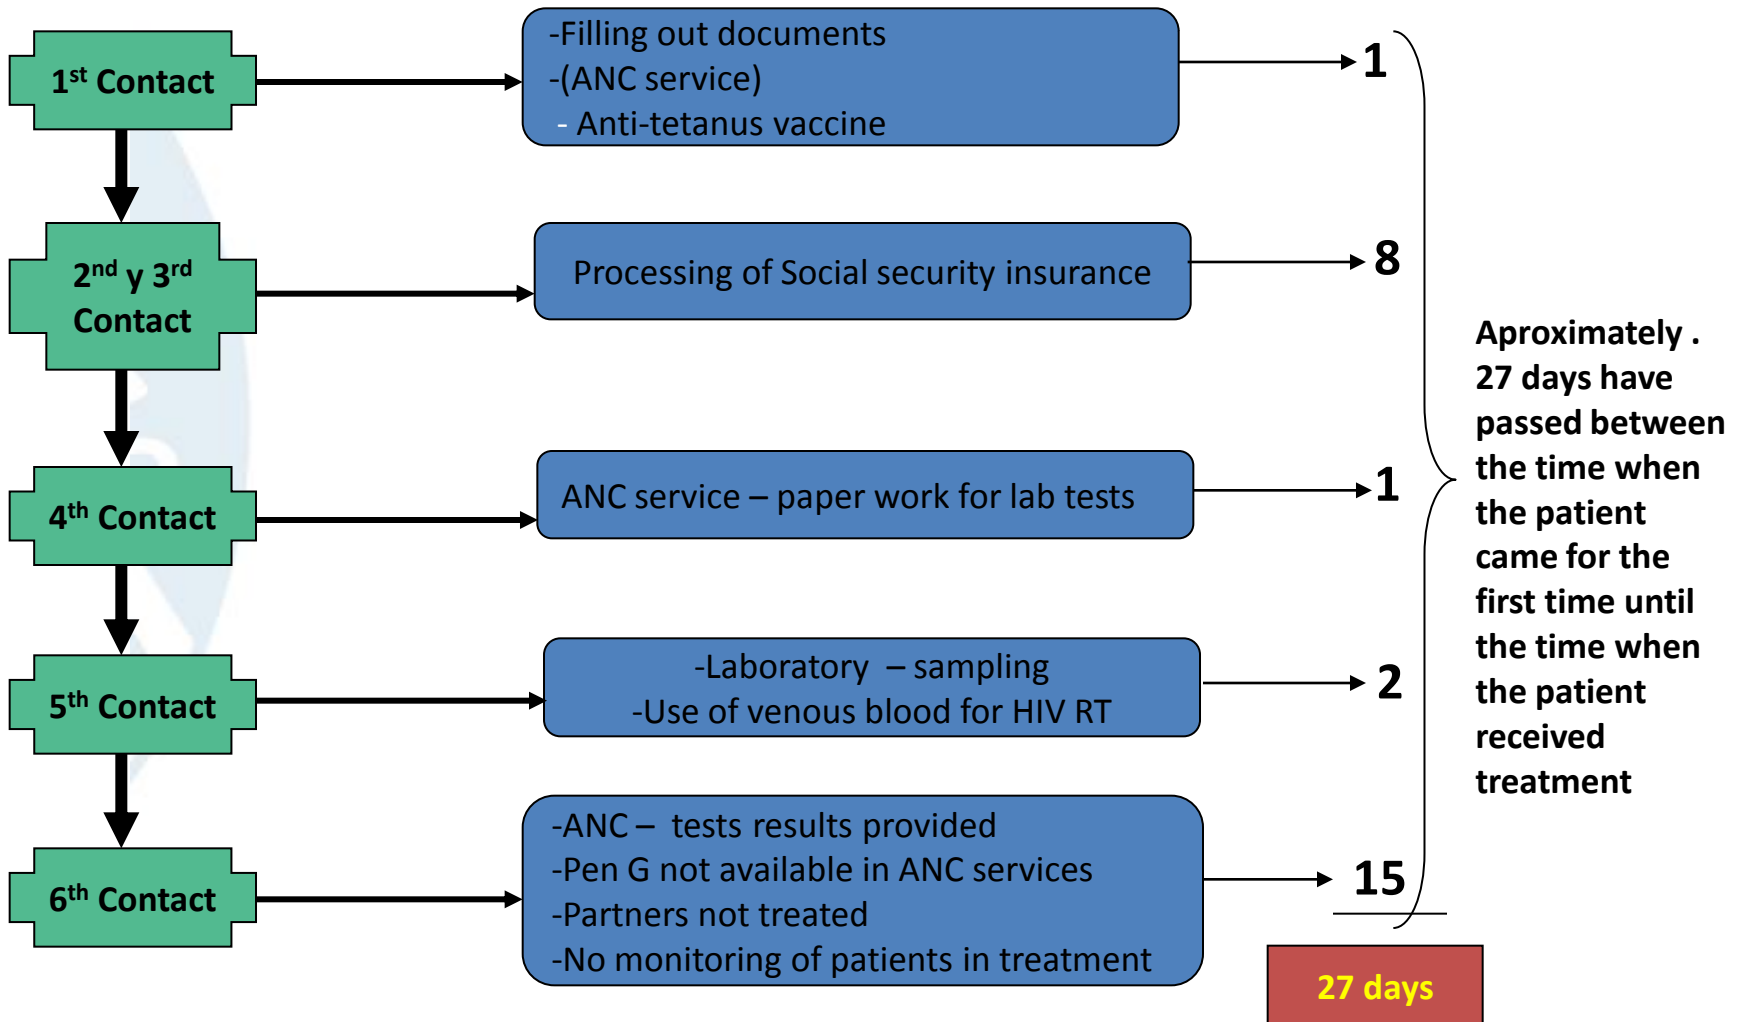 1st Contact
-Filling out documents
-(ANC service)
- Anti-tetanus vaccine
1
2nd y 3rd
Contact
Processing of Social security insurance
8
4th Contact
ANC service – paper work for lab tests
1
5th Contact
-Laboratory – sampling
-Use of venous blood for HIV RT
2
6th Contact
-ANC – tests results provided
-Pen G not available in ANC services
-Partners not treated
-No monitoring of patients in treatment
15
27 days
Aproximately .
27 days have
passed between
the time when
the patient
came for the
first time until
the time when
the patient
received
treatment